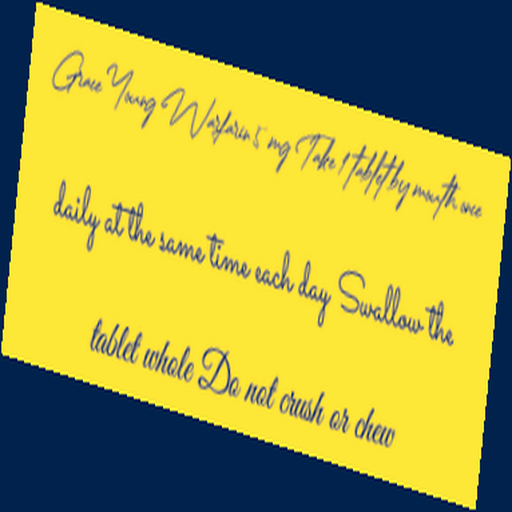 Grace Young Warfarin 5 mg Take 1 tablet by mouth once
daily at the same time each day Swallow the
tablet whole Do not crush or chew